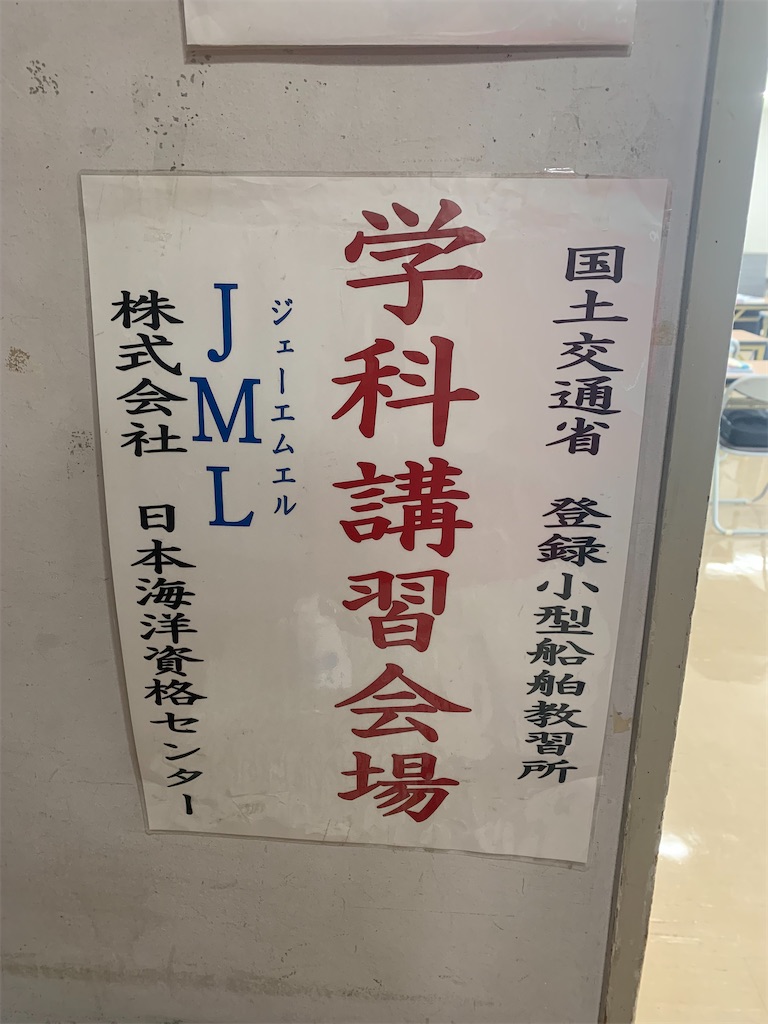 国土交通省 登録小型船舶教習所
学科講習会場
ジェーエムエル
JML
株式会社 日本海洋資格センター